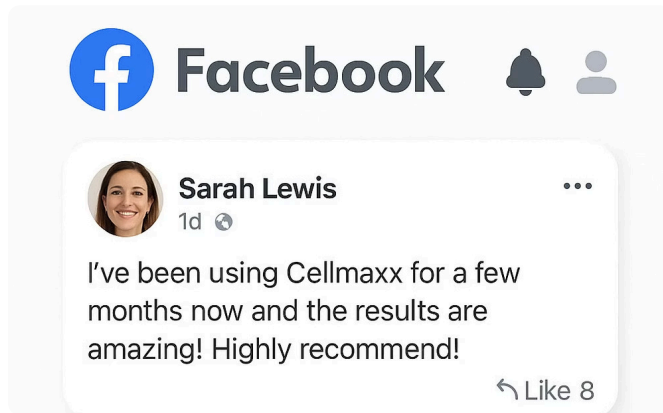 Facebook
Sarah Lewis
1d
I’ve been using Cellmaxx for a few
months now and the results are
amazing! Highly recommend!
Like 8